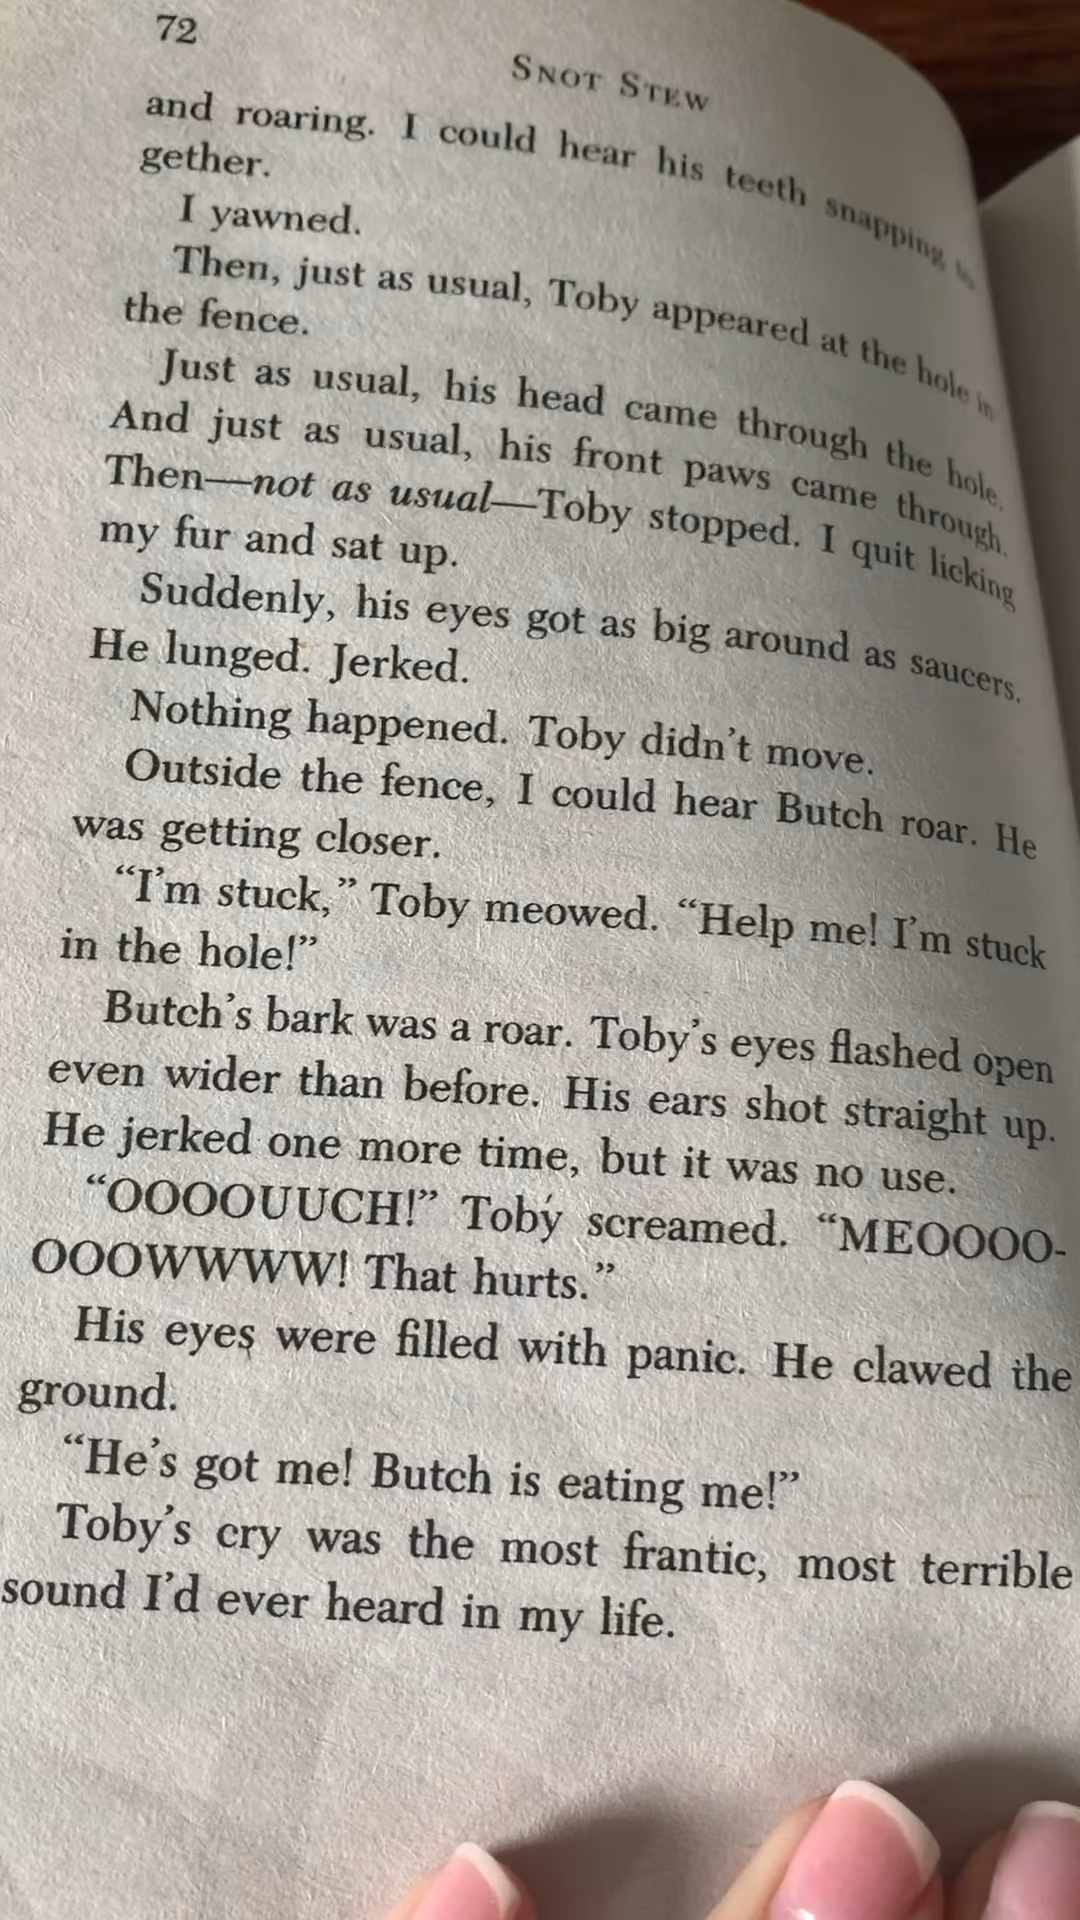 72
SNOT STEW
and roaring. I could hear his teeth snapping to-
gether.
I yawned.
Then, just as usual, Toby appeared at the hole in
the fence.
Just as usual, his head came through the hole.
And just as usual, his front paws came through.
Then—not as usual—Toby stopped. I quit licking
my fur and sat up.
Suddenly, his eyes got as big around as saucers.
He lunged. Jerked.
Nothing happened. Toby didn't move.
Outside the fence, I could hear Butch roar. He
was getting closer.
“I'm stuck,” Toby meowed. “Help me! I'm stuck
in the hole!”
Butch's bark was a roar. Toby's eyes flashed open
even wider than before. His ears shot straight up.
He jerked one more time, but it was no use.
“OOOOUUCH!” Toby screamed. “MEOOOO-
OOOWWWW! That hurts.”
His eyes were filled with panic. He clawed the
ground.
“He's got me! Butch is eating me!”
Toby's cry was the most frantic, most terrible
sound I'd ever heard in my life.